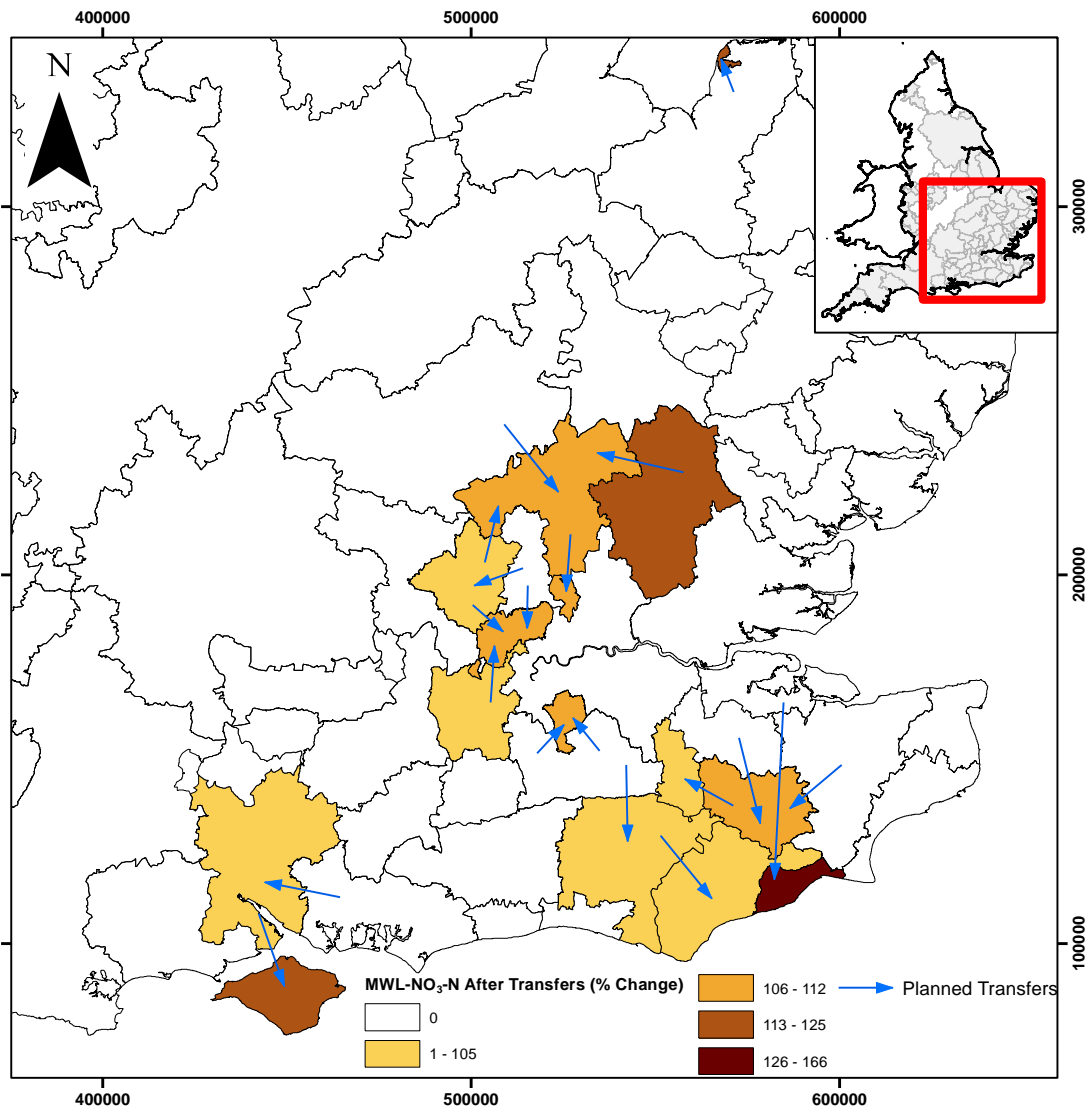 400000 500000 600000
N
300000
200000
100000
MWL-NO₃-N After Transfers (% Change)
0
1 - 105
106 - 112
113 - 125
126 - 166
Planned Transfers
400000 500000 600000